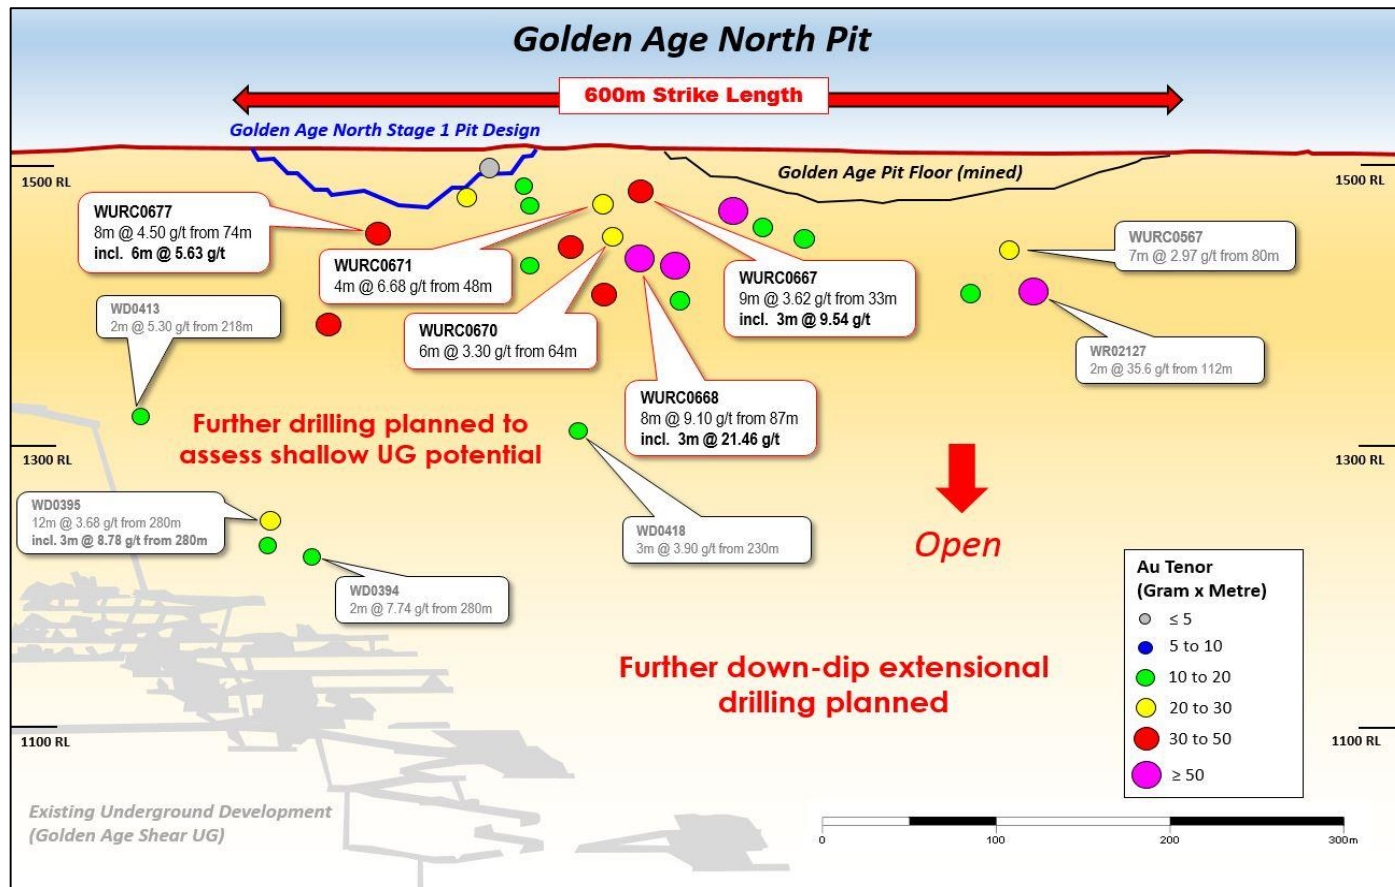 Golden Age North Pit
600m Strike Length
Golden Age North Stage 1 Pit Design
1500 RL
Golden Age Pit Floor (mined)
1500 RL
WURC0677
8m @ 4.50 g/t from 74m
incl. 6m @ 5.63 g/t
WURC0671
4m @ 6.68 g/t from 48m
WURC0667
9m @ 3.62 g/t from 33m
incl. 3m @ 9.54 g/t
WURC0567
7m @ 2.97 g/t from 80m
WD0413
2m @ 5.30 g/t from 218m
WURC0670
6m @ 3.30 g/t from 64m
WR02127
2m @ 35.6 g/t from 112m
WURC0668
8m @ 9.10 g/t from 87m
incl. 3m @ 21.46 g/t
Further drilling planned to
assess shallow UG potential
1300 RL
1300 RL
WD0395
12m @ 3.68 g/t from 280m
incl. 3m @ 8.78 g/t from 280m
WD0418
3m @ 3.90 g/t from 230m
Open
WD0394
2m @ 7.74 g/t from 280m
Au Tenor
(Gram x Metre)
≤ 5
5 to 10
10 to 20
20 to 30
30 to 50
≥ 50
Further down-dip extensional
drilling planned
1100 RL
1100 RL
Existing Underground Development
(Golden Age Shear UG)
0 100 200 300m